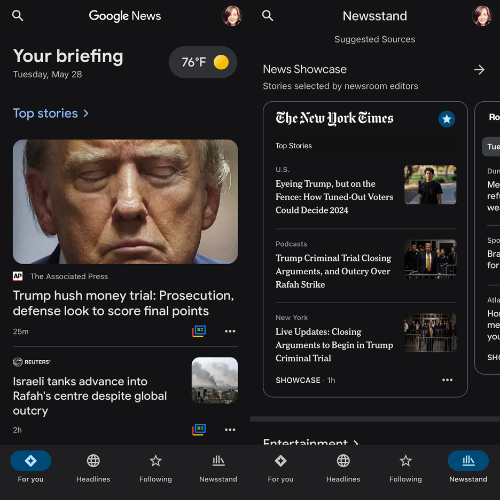 Google News
Your briefing
Tuesday, May 28
76°F
Top stories >
AP The Associated Press
Trump hush money trial: Prosecution,
defense look to score final points
25m
REUTERS
Israeli tanks advance into
Rafah's centre despite global
outcry
2h
For you
Headlines
Following
Newsstand
Newsstand
Suggested Sources
News Showcase
Stories selected by newsroom editors
The New York Times
Top Stories
U.S.
Eyeing Trump, but on the
Fence: How Tuned-Out Voters
Could Decide 2024
Podcasts
Trump Criminal Trial Closing
Arguments, and Outcry Over
Rafah Strike
New York
Live Updates: Closing
Arguments to Begin in Trump
Criminal Trial
SHOWCASE · 1h
Ro
Tue
Dun
Me
ref
we
Spo
Bra
for
Atla
Ho
me
you
SHO
Entertainment >
For you
Headlines
Following
Newsstand